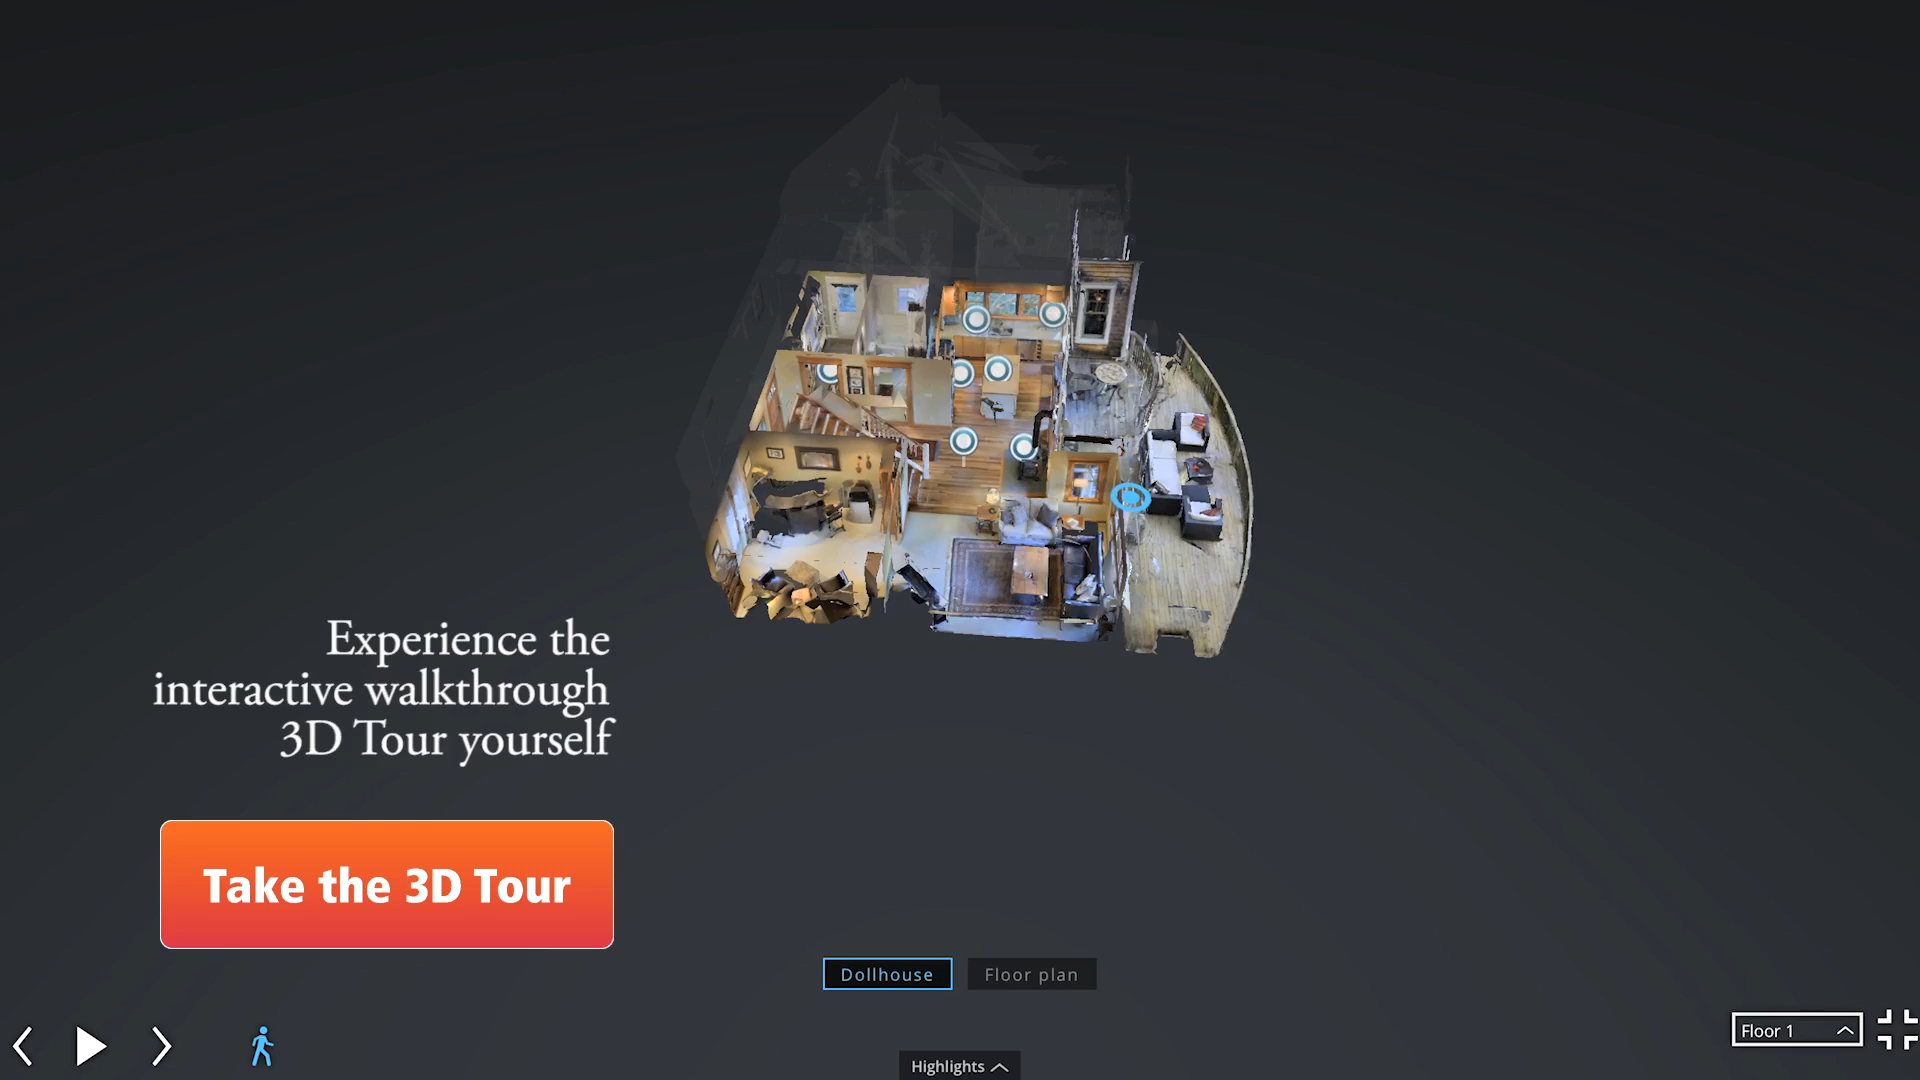 Experience the
interactive walkthrough
3D Tour yourself
Take the 3D Tour
Dollhouse
Floor plan
Floor 1
Highlights